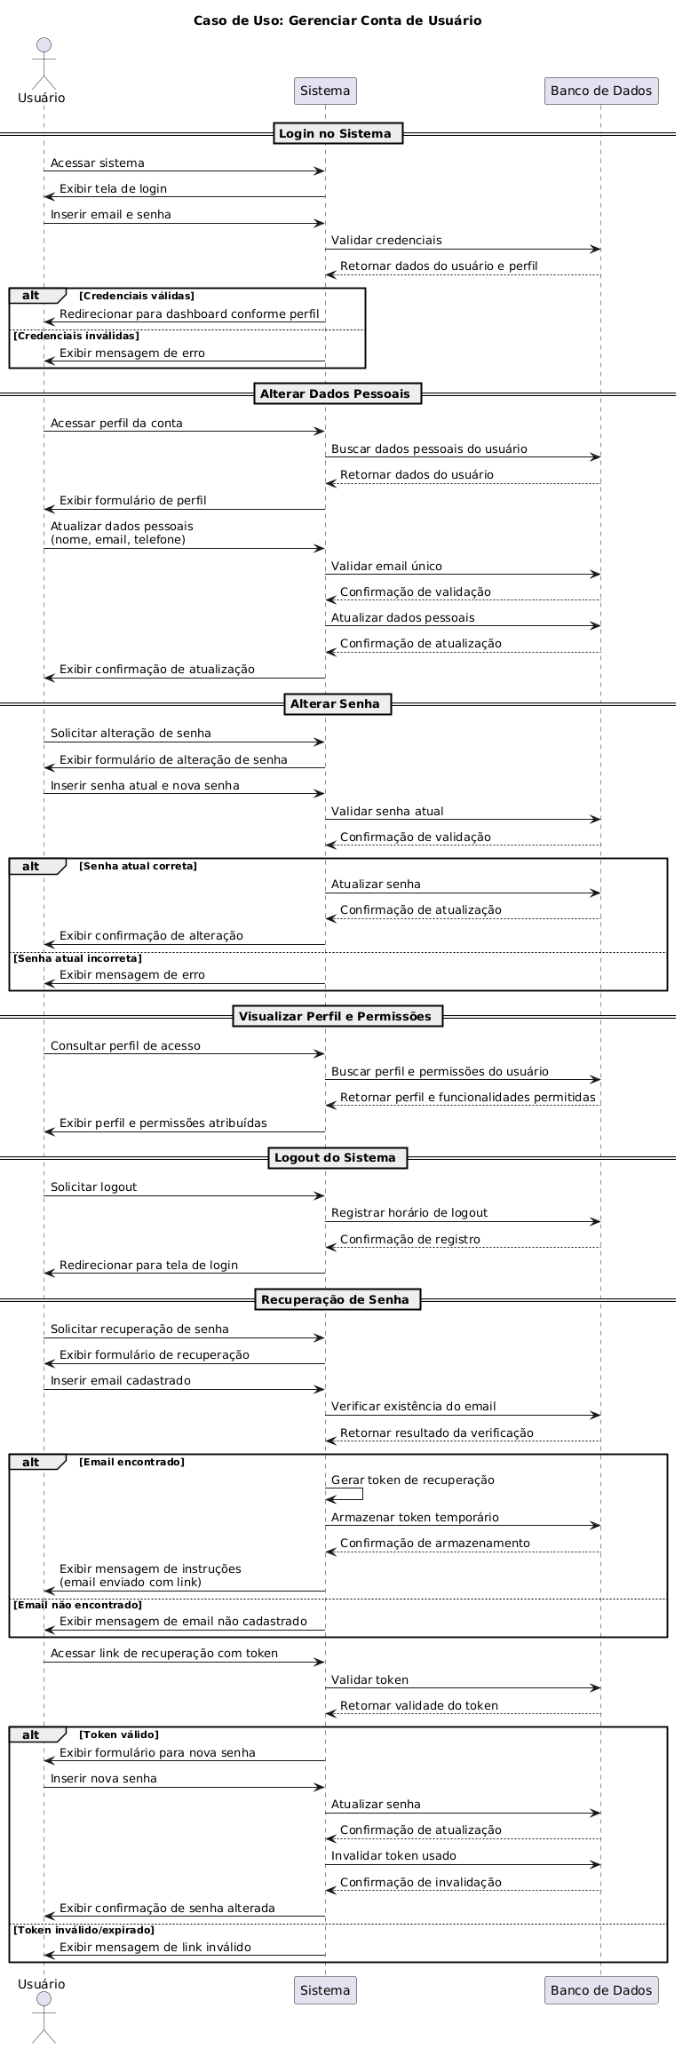 Caso de Uso: Gerenciar Conta de Usuário
Usuário
Sistema
Banco de Dados
Login no Sistema
Acessar sistema
Exibir tela de login
Inserir email e senha
Validar credenciais
Retornar dados do usuário e perfil
alt
[Credenciais válidas]
Redirecionar para dashboard conforme perfil
[Credenciais inválidas]
Exibir mensagem de erro
Alterar Dados Pessoais
Acessar perfil da conta
Buscar dados pessoais do usuário
Retornar dados do usuário
Exibir formulário de perfil
Atualizar dados pessoais
(nome, email, telefone)
Validar email único
Confirmação de validação
Atualizar dados pessoais
Confirmação de atualização
Exibir confirmação de atualização
Alterar Senha
Solicitar alteração de senha
Exibir formulário de alteração de senha
Inserir senha atual e nova senha
Validar senha atual
Confirmação de validação
alt
[Senha atual correta]
Atualizar senha
Confirmação de atualização
Exibir confirmação de alteração
[Senha atual incorreta]
Exibir mensagem de erro
Visualizar Perfil e Permissões
Consultar perfil de acesso
Buscar perfil e permissões do usuário
Retornar perfil e funcionalidades permitidas
Exibir perfil e permissões atribuídas
Logout do Sistema
Solicitar logout
Registrar horário de logout
Confirmação de registro
Redirecionar para tela de login
Recuperação de Senha
Solicitar recuperação de senha
Exibir formulário de recuperação
Inserir email cadastrado
Verificar existência do email
Retornar resultado da verificação
alt
[Email encontrado]
Gerar token de recuperação
Armazenar token temporário
Confirmação de armazenamento
Exibir mensagem de instruções
(email enviado com link)
[Email não encontrado]
Exibir mensagem de email não cadastrado
Acessar link de recuperação com token
Validar token
Retornar validade do token
alt
[Token válido]
Exibir formulário para nova senha
Inserir nova senha
Atualizar senha
Confirmação de atualização
Invalidar token usado
Confirmação de invalidação
Exibir confirmação de senha alterada
[Token inválido/expirado]
Exibir mensagem de link inválido
Usuário
Sistema
Banco de Dados